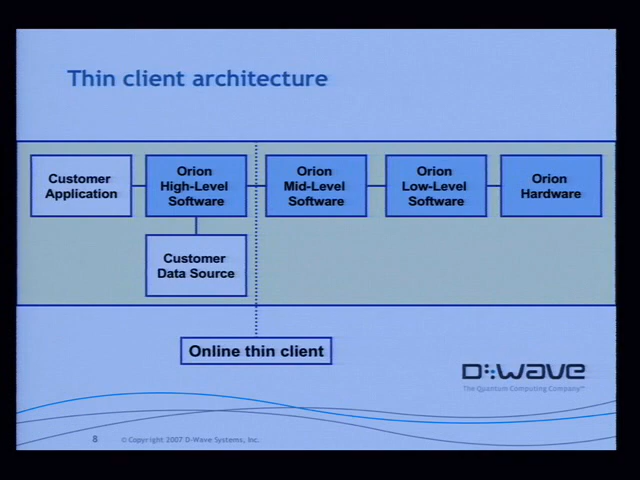 Thin client architecture
Customer
Application
Orion
High-Level
Software
Orion
Mid-Level
Software
Orion
Low-Level
Software
Orion
Hardware
Customer
Data Source
Online thin client
D:wave
The Quantum Computing Company™
8
© Copyright 2007 D-Wave Systems, Inc.